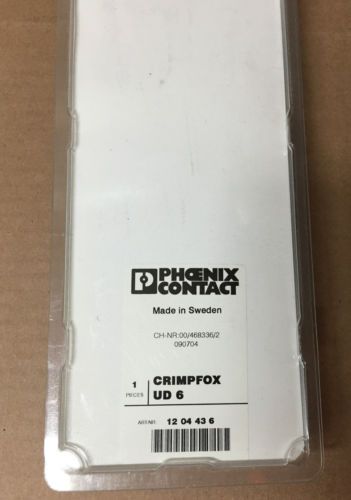 PHOENIX
CONTACT
Made in Sweden
CH-NR:00/468336/2
090704
1 CRIMPFOX
PIECES UD 6
ART-NR. 12 04 43 6